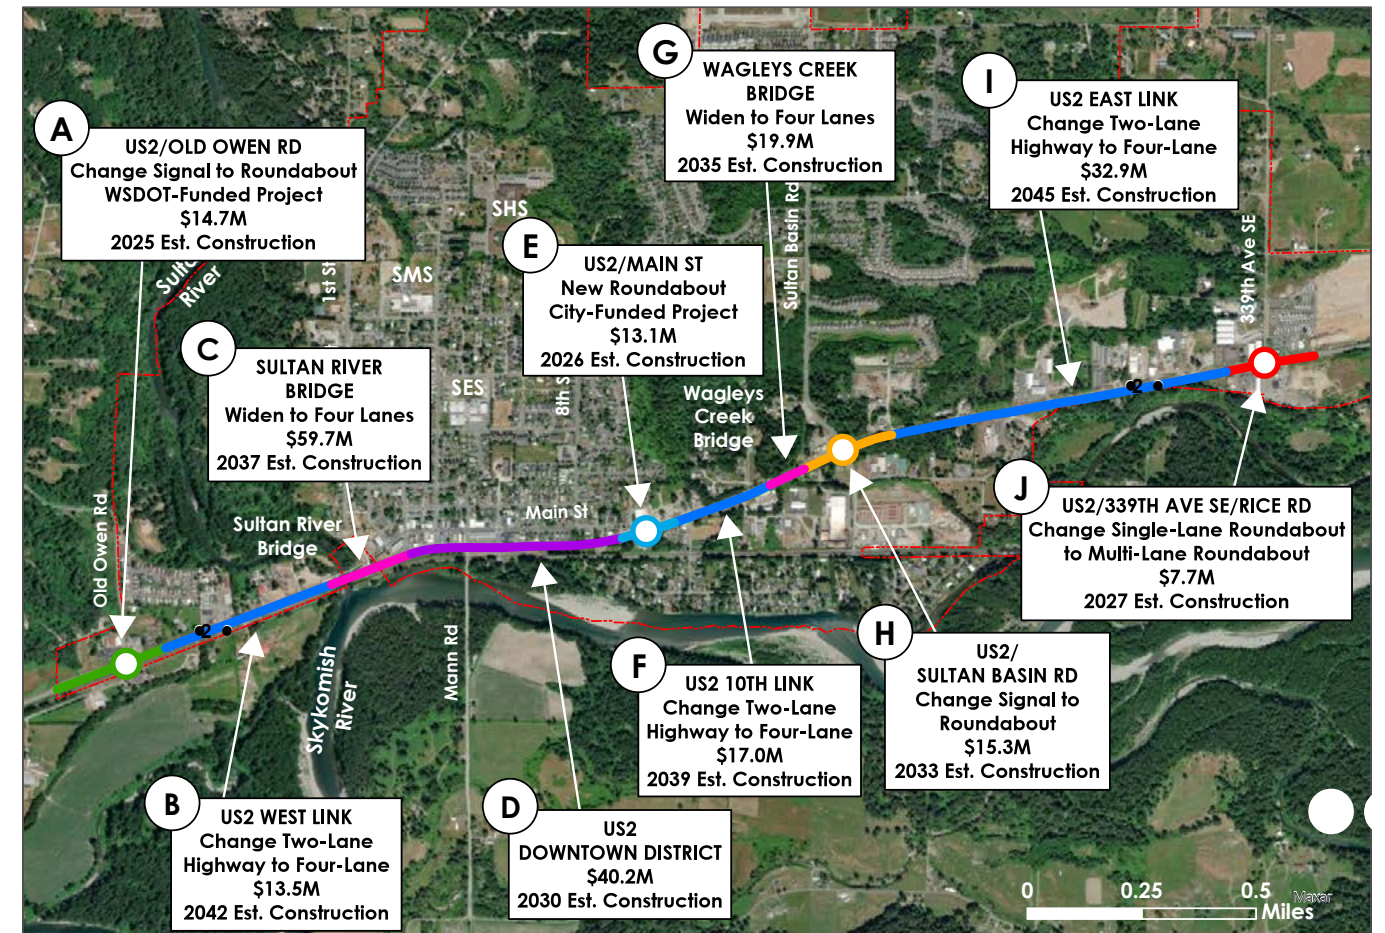 A
US2/OLD OWEN RD
Change Signal to Roundabout
WSDOT-Funded Project
$14.7M
2025 Est. Construction
G
WAGLEYS CREEK
BRIDGE
Widen to Four Lanes
$19.9M
2035 Est. Construction
I
US2 EAST LINK
Change Two-Lane
Highway to Four-Lane
$32.9M
2045 Est. Construction
SHS
SMS
SES
1st St
River
E
US2/MAIN ST
New Roundabout
City-Funded Project
$13.1M
2026 Est. Construction
Sultan Basin Rd
339th Ave SE
C
SULTAN RIVER
BRIDGE
Widen to Four Lanes
$59.7M
2037 Est. Construction
8th S
Wagleys
Creek
Bridge
2
Old Owen Rd
Sultan River
Bridge
Main St
J
US2/339TH AVE SE/RICE RD
Change Single-Lane Roundabout
to Multi-Lane Roundabout
$7.7M
2027 Est. Construction
2
Skykomish
River
Mann Rd
F
US2 10TH LINK
Change Two-Lane
Highway to Four-Lane
$17.0M
2039 Est. Construction
H
US2/
SULTAN BASIN RD
Change Signal to
Roundabout
$15.3M
2033 Est. Construction
B
US2 WEST LINK
Change Two-Lane
Highway to Four-Lane
$13.5M
2042 Est. Construction
D
US2
DOWNTOWN DISTRICT
$40.2M
2030 Est. Construction
0 0.25 0.5
Miles
Maxar